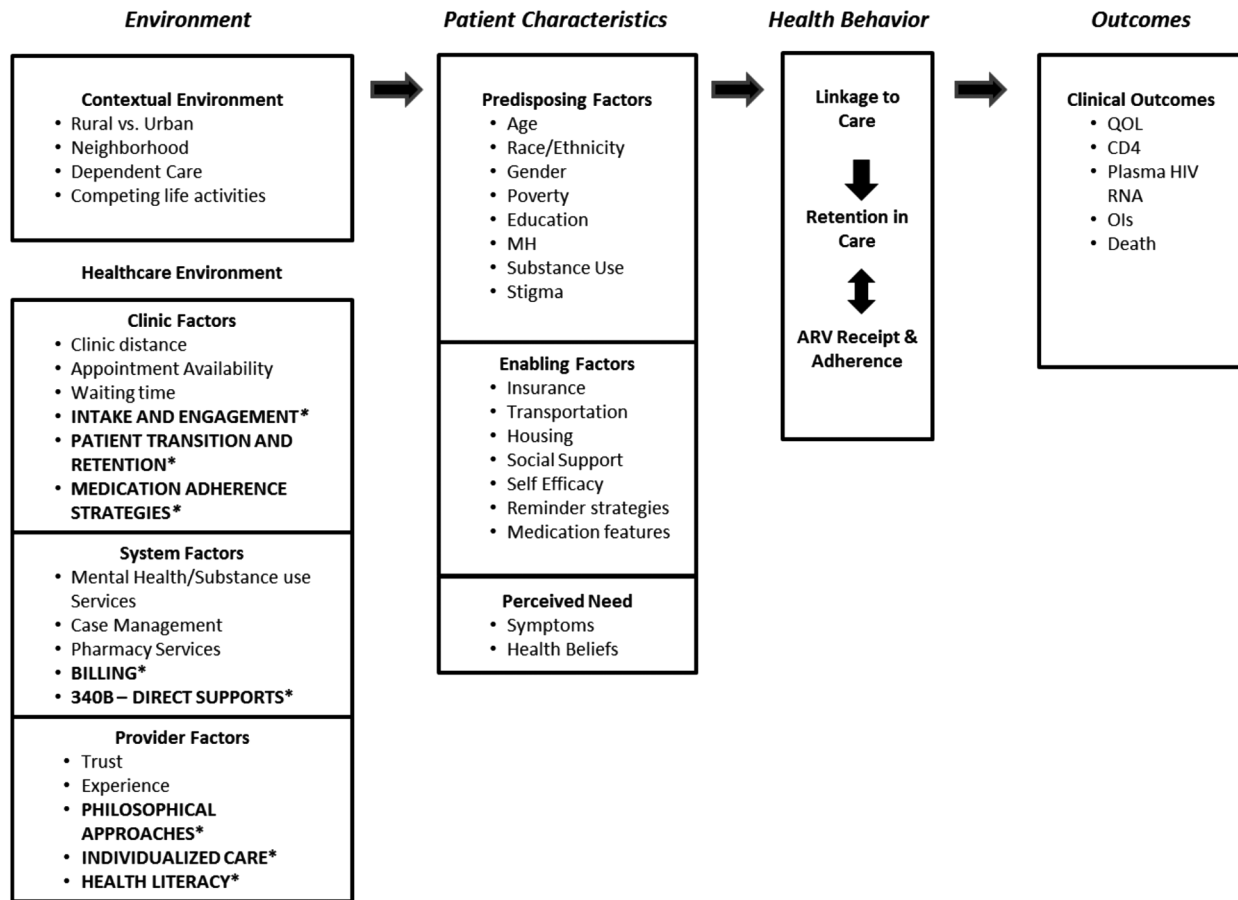 Environment
Contextual Environment
• Rural vs. Urban
• Neighborhood
• Dependent Care
• Competing life activities
Healthcare Environment
Clinic Factors
• Clinic distance
• Appointment Availability
• Waiting time
• INTAKE AND ENGAGEMENT*
• PATIENT TRANSITION AND
RETENTION*
• MEDICATION ADHERENCE
STRATEGIES*
System Factors
• Mental Health/Substance use
Services
• Case Management
• Pharmacy Services
• BILLING*
• 340B – DIRECT SUPPORTS*
Provider Factors
• Trust
• Experience
• PHILOSOPHICAL
APPROACHES*
• INDIVIDUALIZED CARE*
• HEALTH LITERACY*
Patient Characteristics
Predisposing Factors
• Age
• Race/Ethnicity
• Gender
• Poverty
• Education
• MH
• Substance Use
• Stigma
Enabling Factors
• Insurance
• Transportation
• Housing
• Social Support
• Self Efficacy
• Reminder strategies
• Medication features
Perceived Need
• Symptoms
• Health Beliefs
Health Behavior
Linkage to
Care
Retention in
Care
ARV Receipt &
Adherence
Outcomes
Clinical Outcomes
• QOL
• CD4
• Plasma HIV
RNA
• OIs
• Death